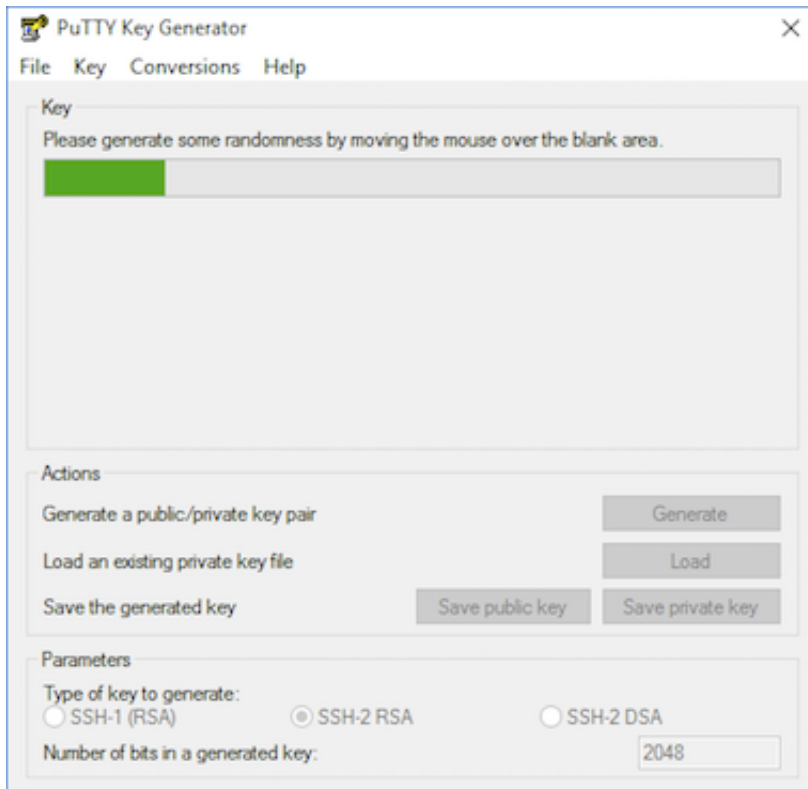 PuTTY Key Generator
File Key Conversions Help
Key
Please generate some randomness by moving the mouse over the blank area.
Actions
Generate a public/private key pair Generate
Load an existing private key file Load
Save the generated key Save public key Save private key
Parameters
Type of key to generate:
SSH-1 (RSA) SSH-2 RSA SSH-2 DSA
Number of bits in a generated key: 2048